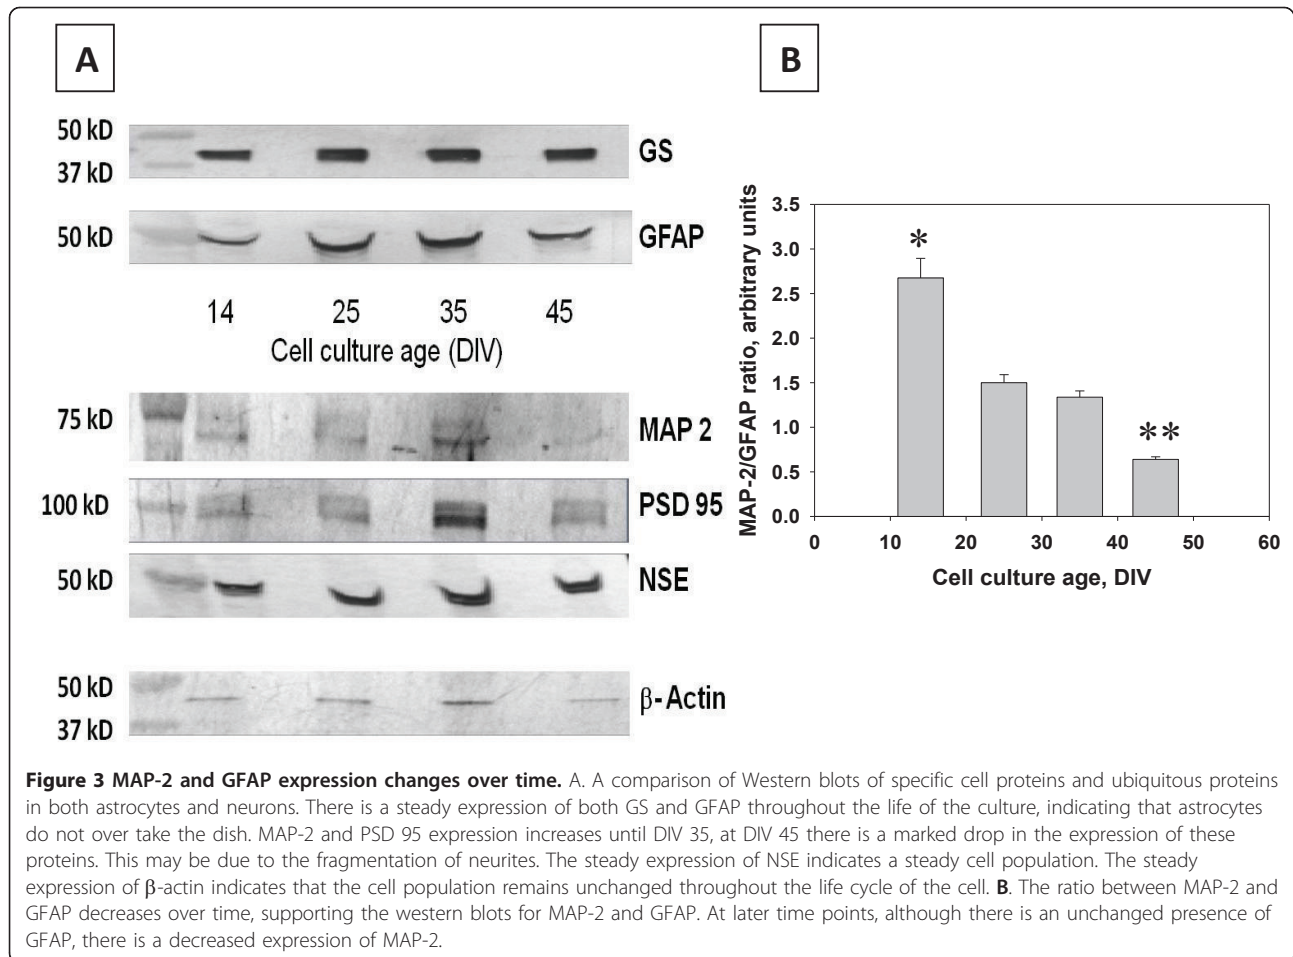 A
50 kD
37 kD
GS
50 kD
GFAP
14 25 35 45
Cell culture age (DIV)
75 kD
MAP 2
100 kD
PSD 95
50 kD
NSE
50 kD
37 kD
β-Actin
B
MAP-2/GFAP ratio, arbitrary units
3.5
3.0
2.5
2.0
1.5
1.0
0.5
0.0
*
**
0 10 20 30 40 50 60
Cell culture age, DIV
Figure 3 MAP-2 and GFAP expression changes over time. A. A comparison of Western blots of specific cell proteins and ubiquitous proteins
in both astrocytes and neurons. There is a steady expression of both GS and GFAP throughout the life of the culture, indicating that astrocytes
do not over take the dish. MAP-2 and PSD 95 expression increases until DIV 35, at DIV 45 there is a marked drop in the expression of these
proteins. This may be due to the fragmentation of neurites. The steady expression of NSE indicates a steady cell population. The steady
expression of β-actin indicates that the cell population remains unchanged throughout the life cycle of the cell. B. The ratio between MAP-2 and
GFAP decreases over time, supporting the western blots for MAP-2 and GFAP. At later time points, although there is an unchanged presence of
GFAP, there is a decreased expression of MAP-2.